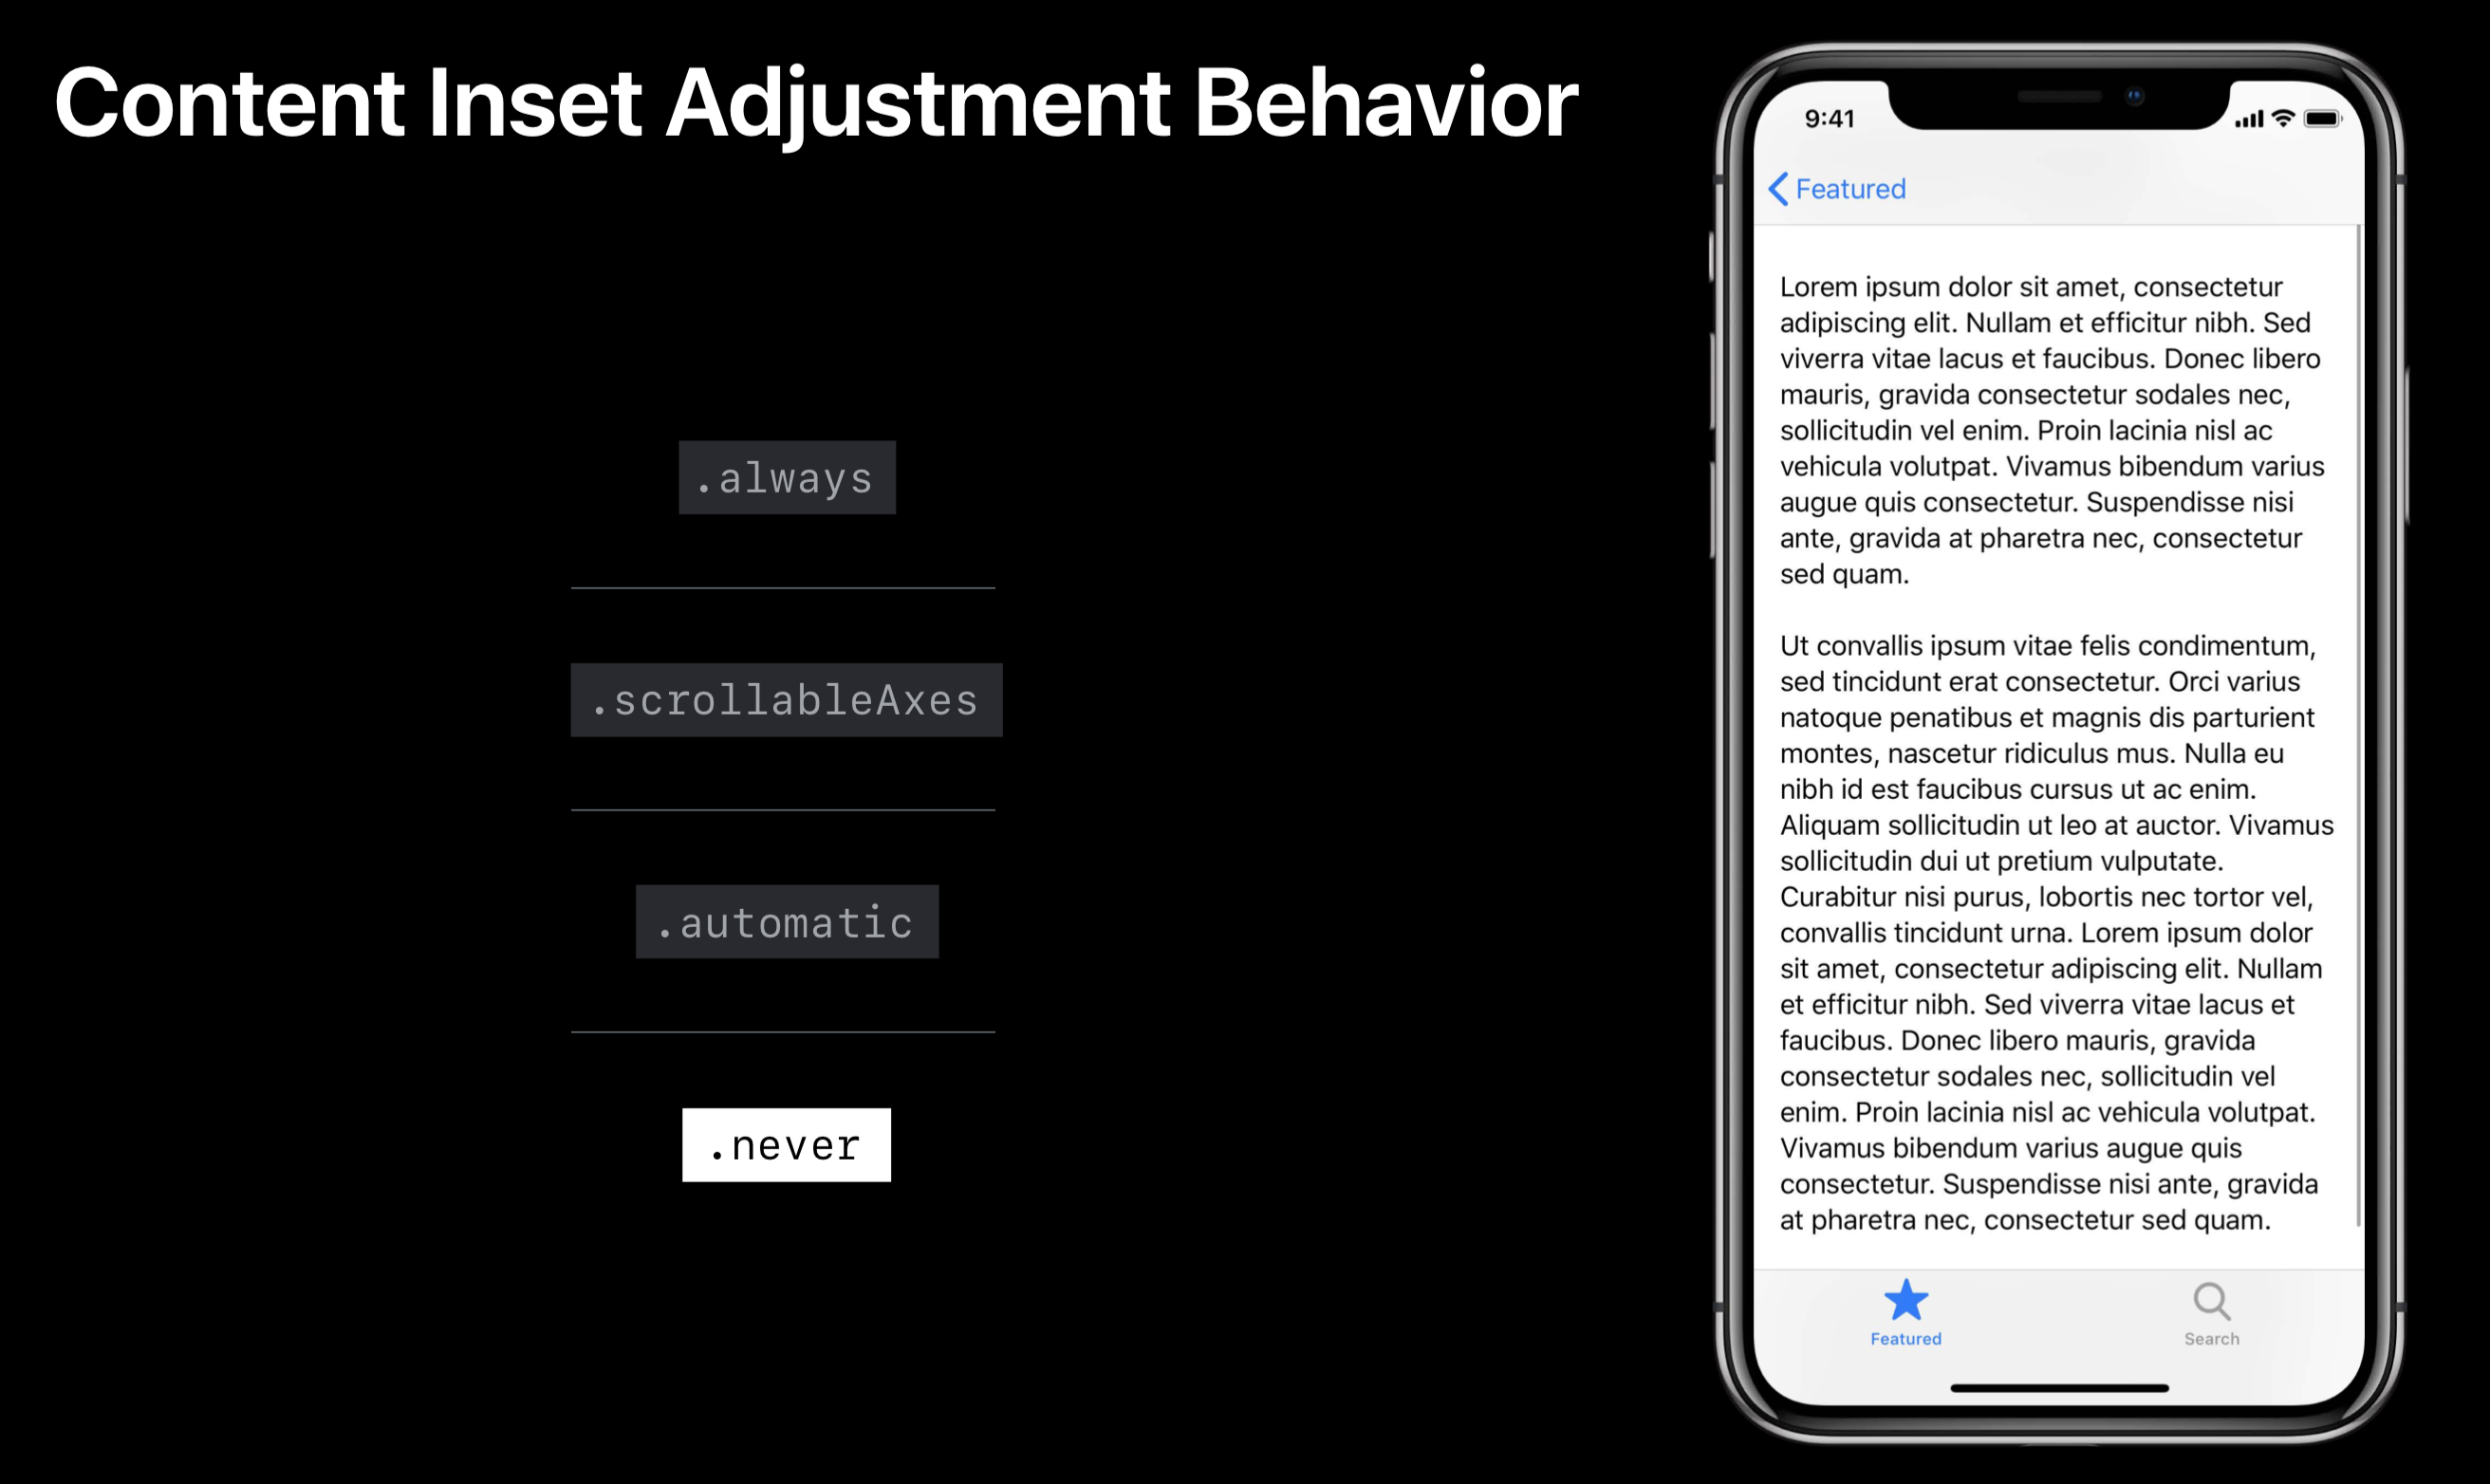 Content Inset Adjustment Behavior
.always
.scrollableAxes
.automatic
.never
9:41
Featured
Lorem ipsum dolor sit amet, consectetur
adipiscing elit. Nullam et efficitur nibh. Sed
viverra vitae lacus et faucibus. Donec libero
mauris, gravida consectetur sodales nec,
sollicitudin vel enim. Proin lacinia nisl ac
vehicula volutpat. Vivamus bibendum varius
augue quis consectetur. Suspendisse nisi
ante, gravida at pharetra nec, consectetur
sed quam.
Ut convallis ipsum vitae felis condimentum,
sed tincidunt erat consectetur. Orci varius
natoque penatibus et magnis dis parturient
montes, nascetur ridiculus mus. Nulla eu
nibh id est faucibus cursus ut ac enim.
Aliquam sollicitudin ut leo at auctor. Vivamus
sollicitudin dui ut pretium vulputate.
Curabitur nisi purus, lobortis nec tortor vel,
convallis tincidunt urna. Lorem ipsum dolor
sit amet, consectetur adipiscing elit. Nullam
et efficitur nibh. Sed viverra vitae lacus et
faucibus. Donec libero mauris, gravida
consectetur sodales nec, sollicitudin vel
enim. Proin lacinia nisl ac vehicula volutpat.
Vivamus bibendum varius augue quis
consectetur. Suspendisse nisi ante, gravida
at pharetra nec, consectetur sed quam.
Featured
Search